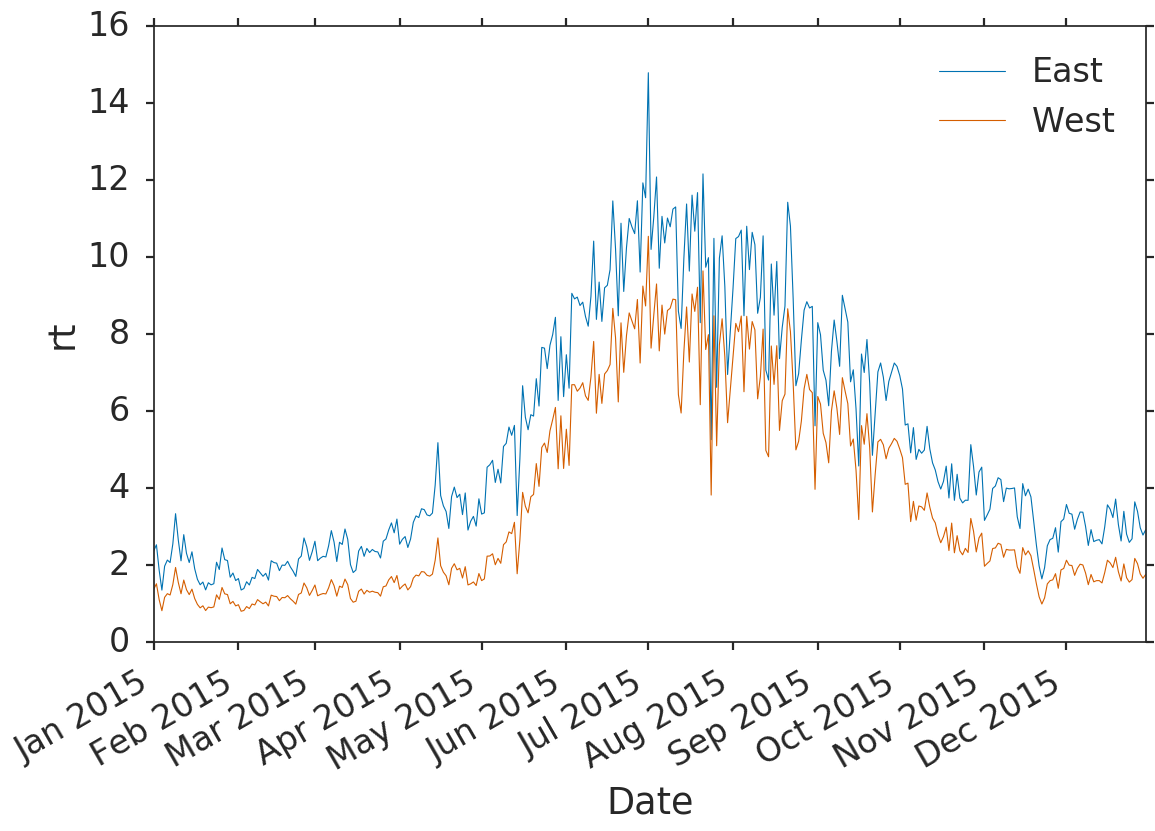 16
14
12
10
8
6
4
2
0
rt
East
West
Jan 2015
Feb 2015
Mar 2015
Apr 2015
May 2015
Jun 2015
Jul 2015
Aug 2015
Sep 2015
Oct 2015
Nov 2015
Dec 2015
Date